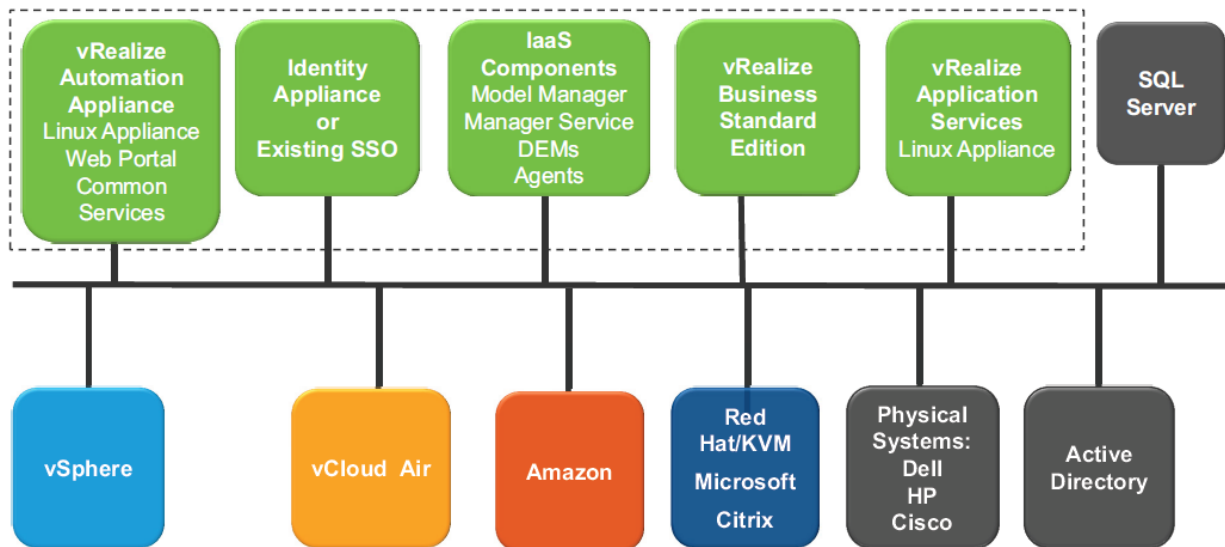 vRealize
Automation
Appliance
Linux Appliance
Web Portal
Common
Services
Identity
Appliance
or
Existing SSO
IaaS
Components
Model Manager
Manager Service
DEMs
Agents
vRealize
Business
Standard
Edition
vRealize
Application
Services
Linux Appliance
SQL
Server
vSphere
vCloud Air
Amazon
Red
Hat/KVM
Microsoft
Citrix
Physical
Systems:
Dell
HP
Cisco
Active
Directory